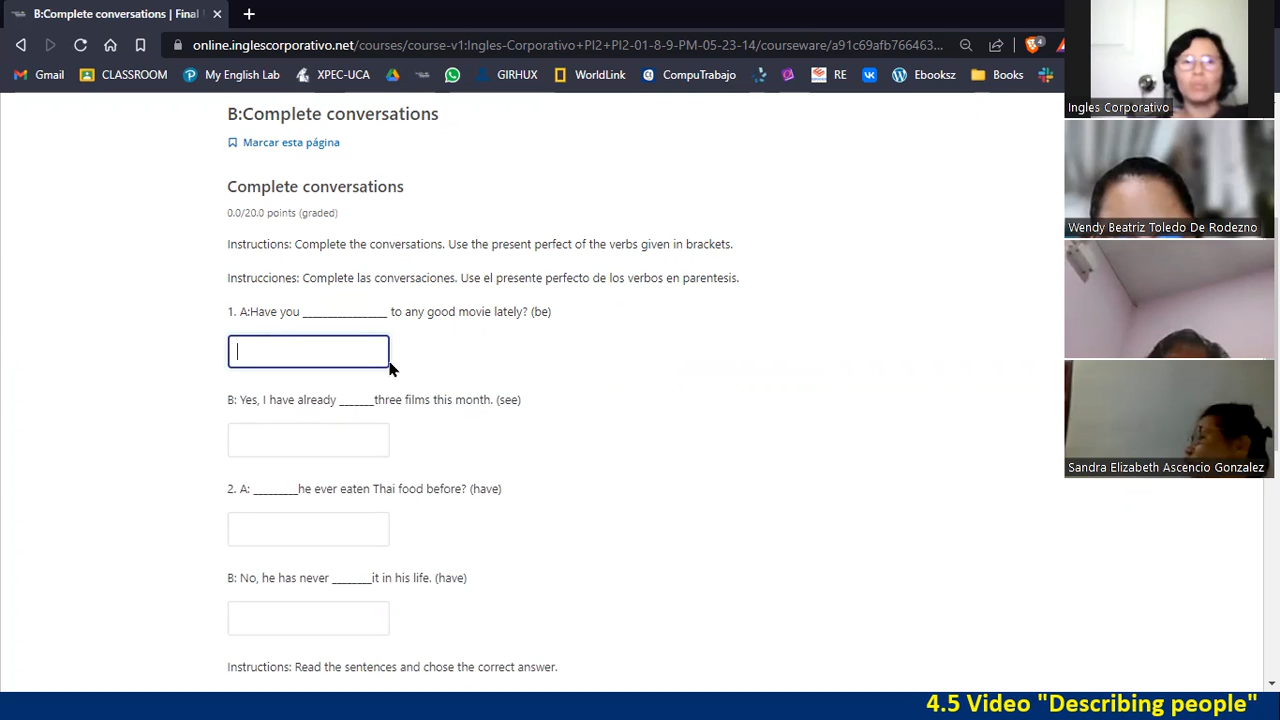 B:Complete conversations | Final
online.inglescorporativo.net/courses/course-v1:Ingles-Corporativo+PI2+PI2-01-8-9-PM-05-23-14/courseware/a91c69afb766463...
4
Gmail
CLASSROOM
My English Lab
XPEC-UCA
GIRHUX
WorldLink
CompuTrabajo
RE
Ebooksz
Books
B:Complete conversations
Marcar esta página
Complete conversations
0.0/20.0 points (graded)
Instructions: Complete the conversations. Use the present perfect of the verbs given in brackets.
Instrucciones: Complete las conversaciones. Use el presente perfecto de los verbos en parentesis.
1. A:Have you ________________ to any good movie lately? (be)
B: Yes, I have already _______three films this month. (see)
2. A: _________he ever eaten Thai food before? (have)
B: No, he has never ________it in his life. (have)
Instructions: Read the sentences and chose the correct answer.
Ingles Corporativo
Wendy Beatriz Toledo De Rodezno
Sandra Elizabeth Ascencio Gonzalez
4.5 Video "Describing people"